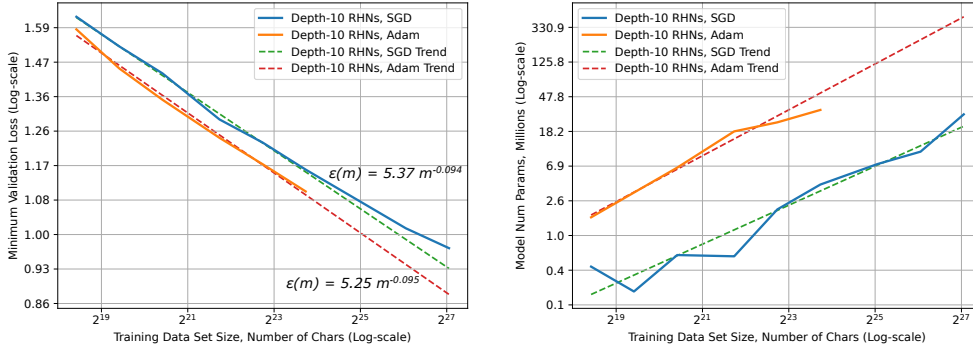 Minimum Validation Loss (Log-scale)
1.59
1.47
1.36
1.26
1.17
1.08
1.00
0.93
0.86
Depth-10 RHNs, SGD
Depth-10 RHNs, Adam
Depth-10 RHNs, SGD Trend
Depth-10 RHNs, Adam Trend
ε(m) = 5.37 m^-0.094
ε(m) = 5.25 m^-0.095
2^19 2^21 2^23 2^25 2^27
Training Data Set Size, Number of Chars (Log-scale)
Model Num Params, Millions (Log-scale)
330.9
125.8
47.8
18.2
6.9
2.6
1.0
0.4
0.1
Depth-10 RHNs, SGD
Depth-10 RHNs, Adam
Depth-10 RHNs, SGD Trend
Depth-10 RHNs, Adam Trend
2^19 2^21 2^23 2^25 2^27
Training Data Set Size, Number of Chars (Log-scale)